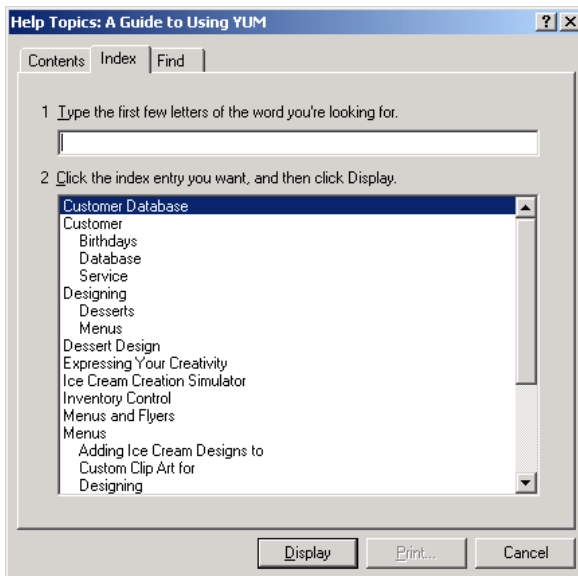 Help Topics: A Guide to Using YUM
Contents Index Find
1 Type the first few letters of the word you're looking for.
2 Click the index entry you want, and then click Display.
Customer Database
Customer
Birthdays
Database
Service
Designing
Desserts
Menus
Dessert Design
Expressing Your Creativity
Ice Cream Creation Simulator
Inventory Control
Menus and Flyers
Menus
Adding Ice Cream Designs to
Custom Clip Art for
Designing
Display Print... Cancel